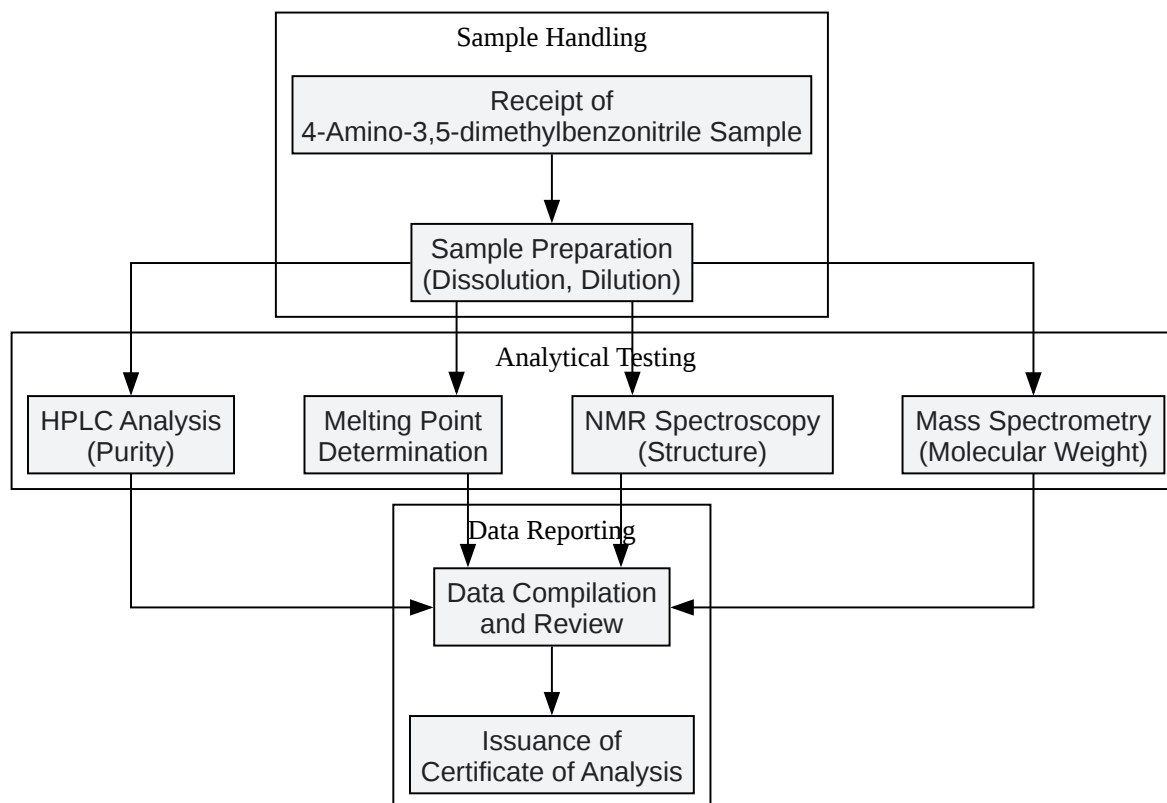 Sample Handling
Receipt of
4-Amino-3,5-dimethylbenzonitrile Sample
Sample Preparation
(Dissolution, Dilution)
Analytical Testing
HPLC Analysis
(Purity)
Melting Point
Determination
NMR Spectroscopy
(Structure)
Mass Spectrometry
(Molecular Weight)
Data Reporting
Data Compilation
and Review
Issuance of
Certificate of Analysis